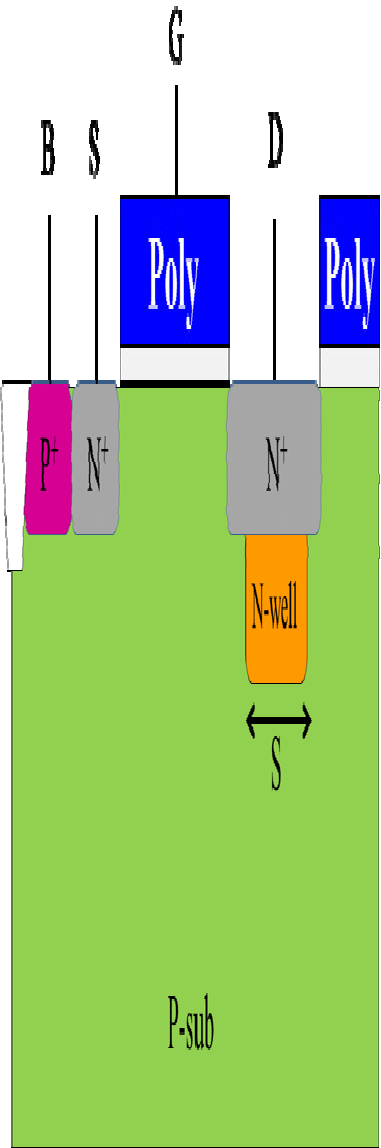 G
B S D
Poly Poly
P+ N+ N+
N-well
S
P-sub